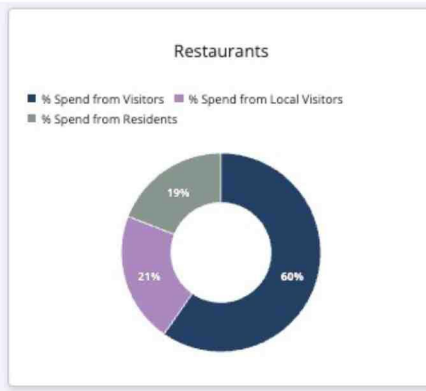 Restaurants
% Spend from Visitors % Spend from Local Visitors
% Spend from Residents
19%
21%
60%